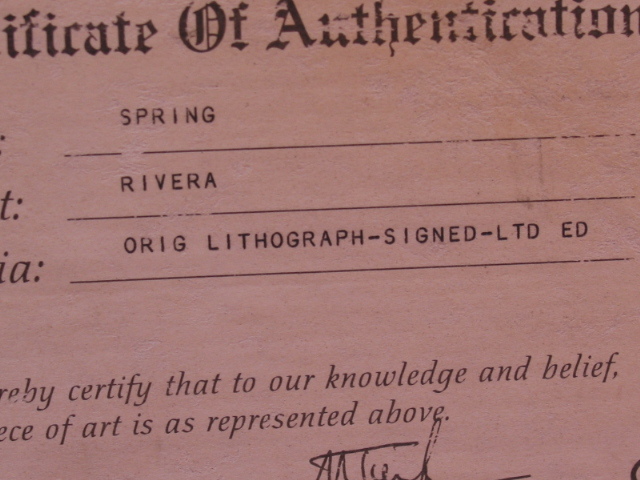 ificate Of Authentication
: SPRING
t: RIVERA
ia: ORIG LITHOGRAPH-SIGNED-LTD ED
reby certify that to our knowledge and belief,
ece of art is as represented above.